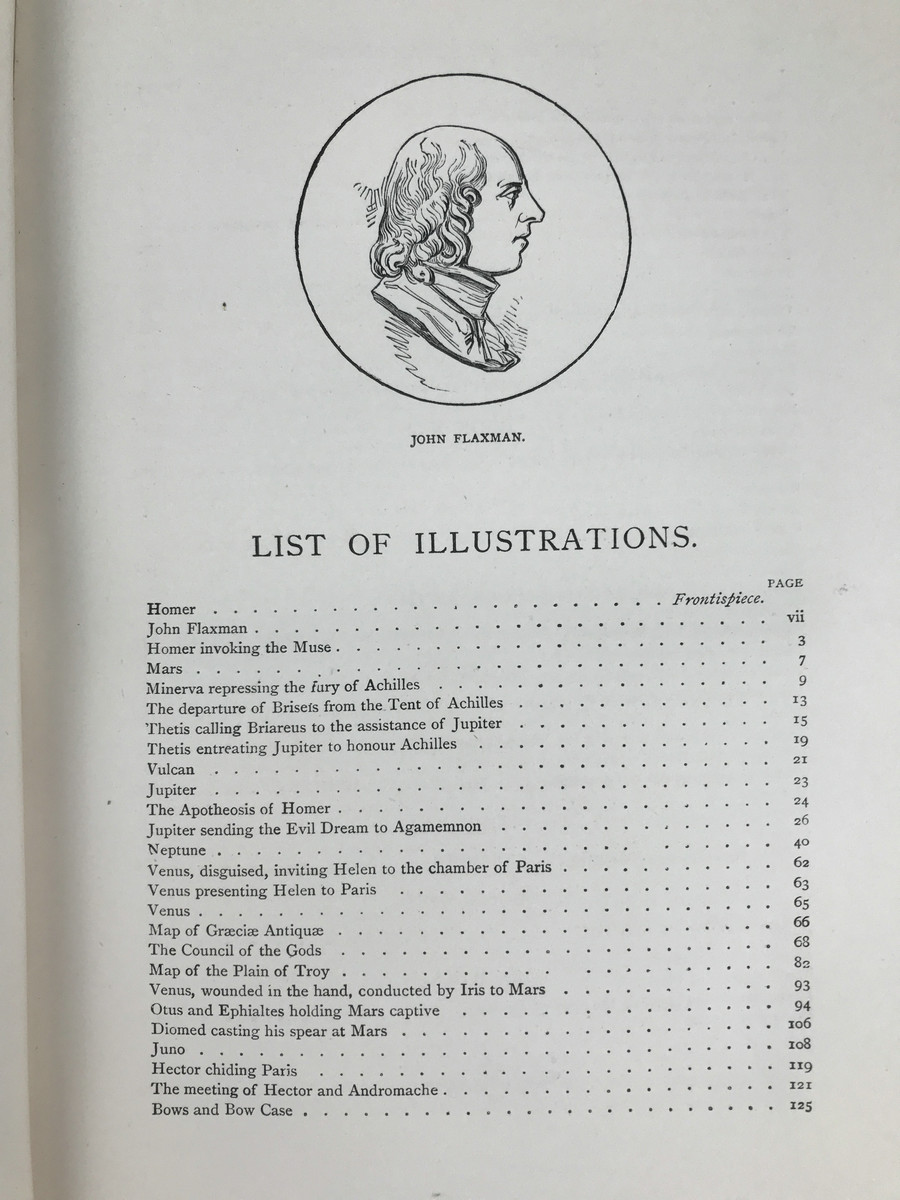 JOHN FLAXMAN.
LIST OF ILLUSTRATIONS.
PAGE
Homer . . . . . . . . . . . . . . . . . . . . . . . Frontispiece.
John Flaxman . . . . . . . . . . . . . . . . . . . . vii
Homer invoking the Muse . . . . . . . . . . . . . . . . . 3
Mars . . . . . . . . . . . . . . . . . . . . . . 7
Minerva repressing the fury of Achilles . . . . . . . . . . . . . 9
The departure of Briseïs from the Tent of Achilles . . . . . . . . . . 13
Thetis calling Briareus to the assistance of Jupiter . . . . . . . . . . 15
Thetis entreating Jupiter to honour Achilles . . . . . . . . . . . 19
Vulcan . . . . . . . . . . . . . . . . . . . . . 21
Jupiter . . . . . . . . . . . . . . . . . . . . . 23
The Apotheosis of Homer . . . . . . . . . . . . . . . . . 24
Jupiter sending the Evil Dream to Agamemnon . . . . . . . . . . . 26
Neptune . . . . . . . . . . . . . . . . . . . . . 40
Venus, disguised, inviting Helen to the chamber of Paris . . . . . . . . 62
Venus presenting Helen to Paris . . . . . . . . . . . . . . 63
Venus . . . . . . . . . . . . . . . . . . . . . . 65
Map of Græciæ Antiquæ . . . . . . . . . . . . . . . . . 66
The Council of the Gods . . . . . . . . . . . . . . . . . 68
Map of the Plain of Troy . . . . . . . . . . . . . . . . 82
Venus, wounded in the hand, conducted by Iris to Mars . . . . . . . . 93
Otus and Ephialtes holding Mars captive . . . . . . . . . . . . 94
Diomed casting his spear at Mars . . . . . . . . . . . . . . 106
Juno . . . . . . . . . . . . . . . . . . . . . . 108
Hector chiding Paris . . . . . . . . . . . . . . . . . . 119
The meeting of Hector and Andromache . . . . . . . . . . . . . 121
Bows and Bow Case . . . . . . . . . . . . . . . . . . 125